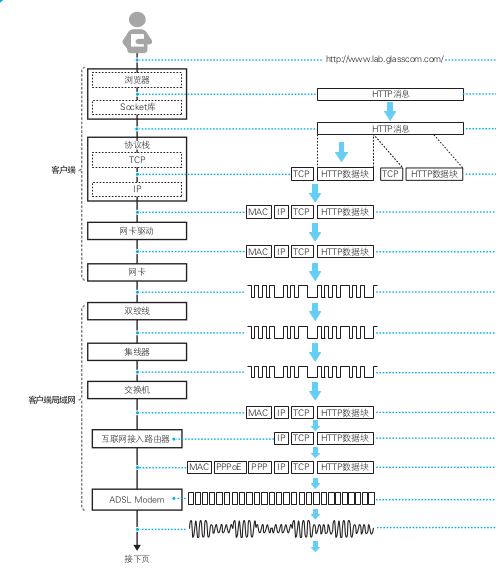 http://www.lab.glasscom.com/
浏览器
HTTP消息
Socket库
HTTP消息
协议栈
TCP
客户端
TCP HTTP数据块 TCP HTTP数据块
IP
MAC IP TCP HTTP数据块
网卡驱动
MAC IP TCP HTTP数据块
网卡
双绞线
集线器
交换机
客户端局域网
MAC IP TCP HTTP数据块
互联网接入路由器
IP TCP HTTP数据块
MAC PPPoE PPP IP TCP HTTP数据块
ADSL Modem
接下页